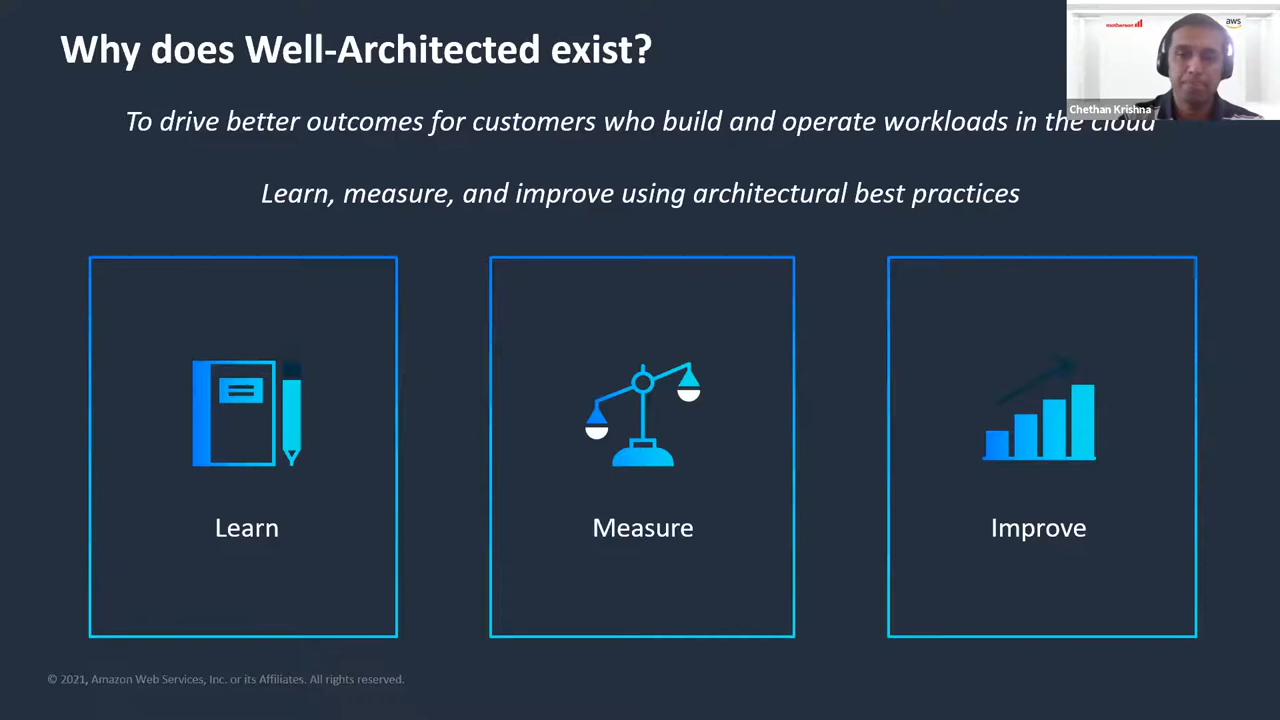 Why does Well-Architected exist?
motherson
aws
Chethan Krishna
To drive better outcomes for customers who build and operate workloads in the cloud
Learn, measure, and improve using architectural best practices
Learn
Measure
Improve
© 2021, Amazon Web Services, Inc. or its Affiliates. All rights reserved.